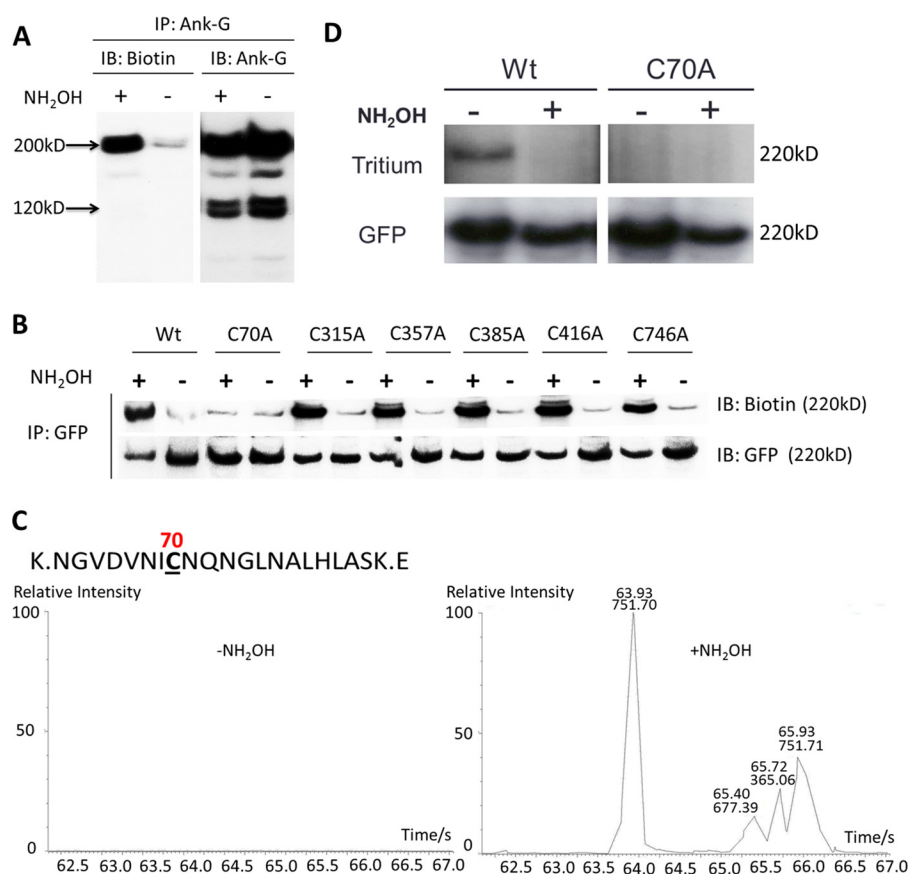 A
IP: Ank-G
IB: Biotin IB: Ank-G
NH2OH + - + -
200kD
120kD
D
Wt C70A
NH2OH - + - +
Tritium 220kD
GFP 220kD
B
Wt C70A C315A C357A C385A C416A C746A
NH2OH + - + - + - + - + - + - + -
IP: GFP
IB: Biotin (220kD)
IB: GFP (220kD)
C
70
K.NGVDVNICNQNGLNALHLASK.E
Relative Intensity
100
50
0
-NH2OH
Time/s
62.5 63.0 63.5 64.0 64.5 65.0 65.5 66.0 66.5 67.0
Relative Intensity
100
50
0
63.93
751.70
+NH2OH
65.93
751.71
65.72
365.06
65.40
677.39
Time/s
62.5 63.0 63.5 64.0 64.5 65.0 65.5 66.0 66.5 67.0